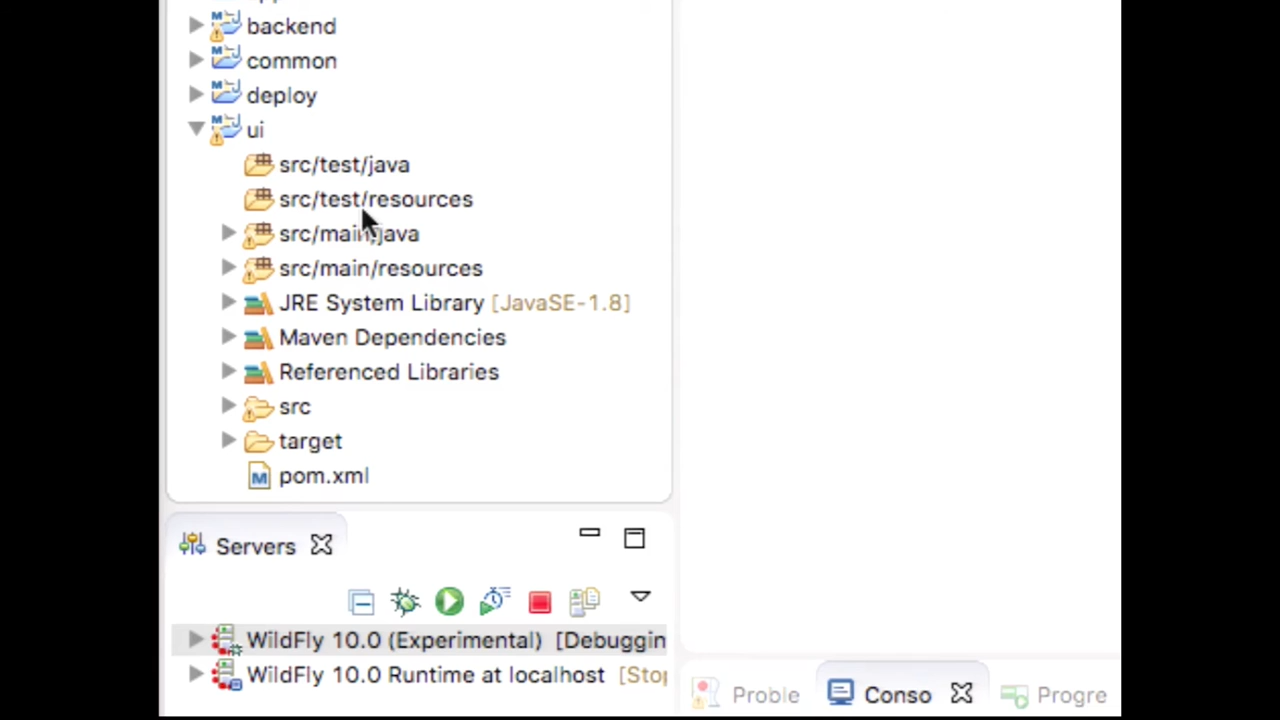 backend
common
deploy
ui
src/test/java
src/test/resources
src/main/java
src/main/resources
JRE System Library [JavaSE-1.8]
Maven Dependencies
Referenced Libraries
src
target
pom.xml
Servers
WildFly 10.0 (Experimental) [Debuggin
WildFly 10.0 Runtime at localhost [Stop
Proble Conso Progre